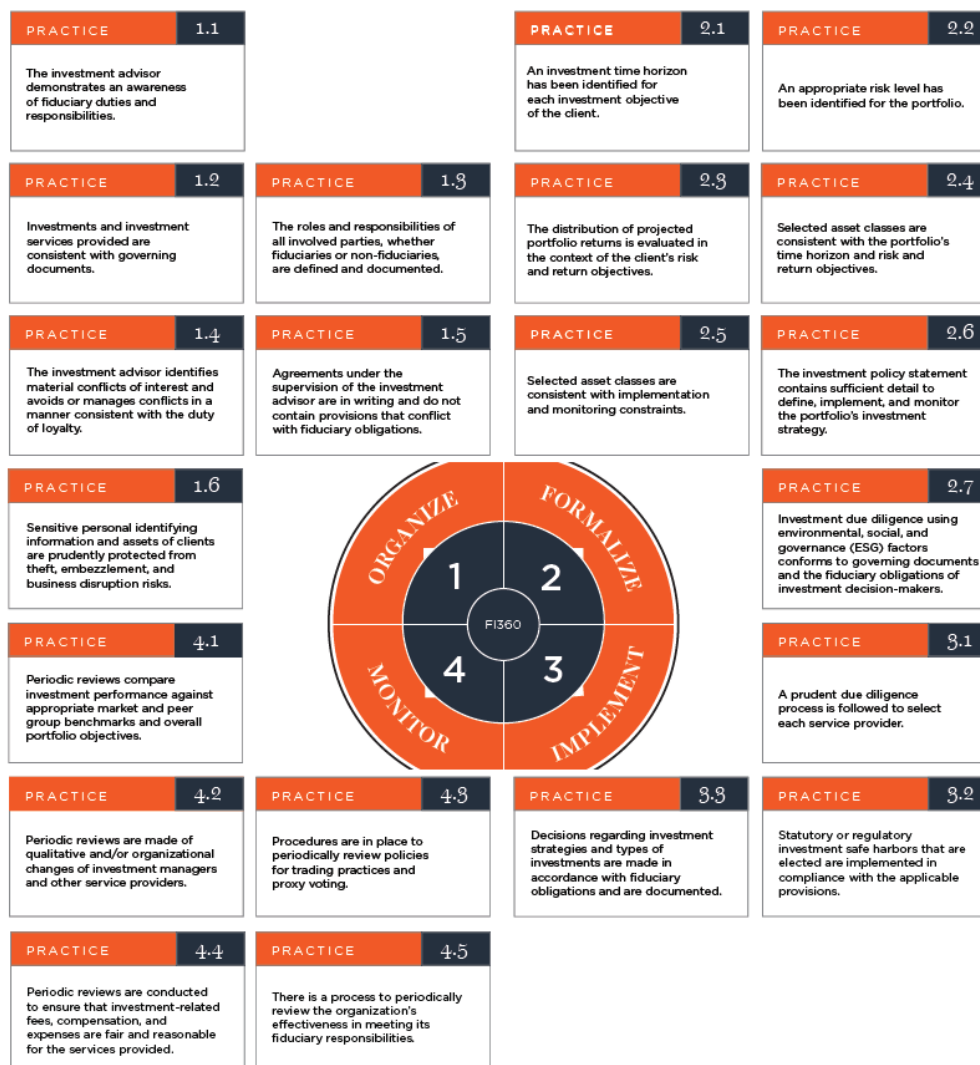 PRACTICE 1.1
The investment advisor
demonstrates an awareness
of fiduciary duties and
responsibilities.
PRACTICE 2.1
An investment time horizon
has been identified for
each investment objective
of the client.
PRACTICE 2.2
An appropriate risk level has
been identified for the portfolio.
PRACTICE 1.2
Investments and investment
services provided are
consistent with governing
documents.
PRACTICE 1.3
The roles and responsibilities of
all involved parties, whether
fiduciaries or non-fiduciaries,
are defined and documented.
PRACTICE 2.3
The distribution of projected
portfolio returns is evaluated in
the context of the client's risk
and return objectives.
PRACTICE 2.4
Selected asset classes are
consistent with the portfolio's
time horizon and risk and
return objectives.
PRACTICE 1.4
The investment advisor identifies
material conflicts of interest and
avoids or manages conflicts in a
manner consistent with the duty
of loyalty.
PRACTICE 1.5
Agreements under the
supervision of the investment
advisor are in writing and do not
contain provisions that conflict
with fiduciary obligations.
PRACTICE 2.5
Selected asset classes are
consistent with implementation
and monitoring constraints.
PRACTICE 2.6
The investment policy statement
contains sufficient detail to
define, implement, and monitor
the portfolio's investment
strategy.
PRACTICE 1.6
Sensitive personal identifying
information and assets of clients
are prudently protected from
theft, embezzlement, and
business disruption risks.
ORGANIZE
FORMALIZE
1
2
FI360
4
3
MONITOR
IMPLEMENT
PRACTICE 2.7
Investment due diligence using
environmental, social, and
governance (ESG) factors
conforms to governing documents
and the fiduciary obligations of
investment decision-makers.
PRACTICE 4.1
Periodic reviews compare
investment performance against
appropriate market and peer
group benchmarks and overall
portfolio objectives.
PRACTICE 3.1
A prudent due diligence
process is followed to select
each service provider.
PRACTICE 4.2
Periodic reviews are made of
qualitative and/or organizational
changes of investment managers
and other service providers.
PRACTICE 4.3
Procedures are in place to
periodically review policies
for trading practices and
proxy voting.
PRACTICE 3.3
Decisions regarding investment
strategies and types of
investments are made in
accordance with fiduciary
obligations and are documented.
PRACTICE 3.2
Statutory or regulatory
investment safe harbors that are
elected are implemented in
compliance with the applicable
provisions.
PRACTICE 4.4
Periodic reviews are conducted
to ensure that investment-related
fees, compensation, and
expenses are fair and reasonable
for the services provided.
PRACTICE 4.5
There is a process to periodically
review the organization's
effectiveness in meeting its
fiduciary responsibilities.